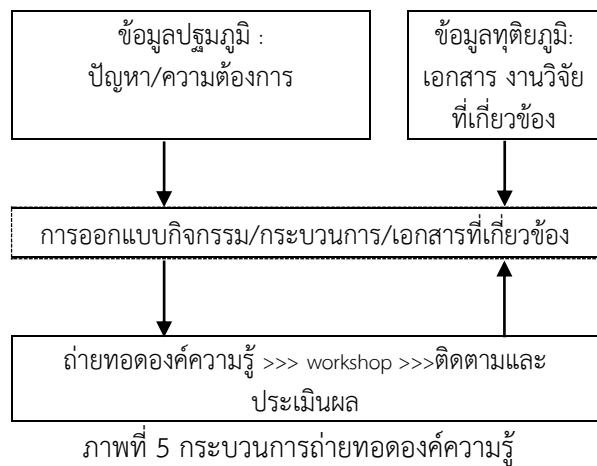 ข้อมูลปฐมภูมิ :
ปัญหา/ความต้องการ
ข้อมูลทุติยภูมิ:
เอกสาร งานวิจัย
ที่เกี่ยวข้อง
การออกแบบกิจกรรม/กระบวนการ/เอกสารที่เกี่ยวข้อง
ถ่ายทอดองค์ความรู้ >>> workshop >>>ติดตามและ
ประเมินผล
ภาพที่ 5 กระบวนการถ่ายทอดองค์ความรู้